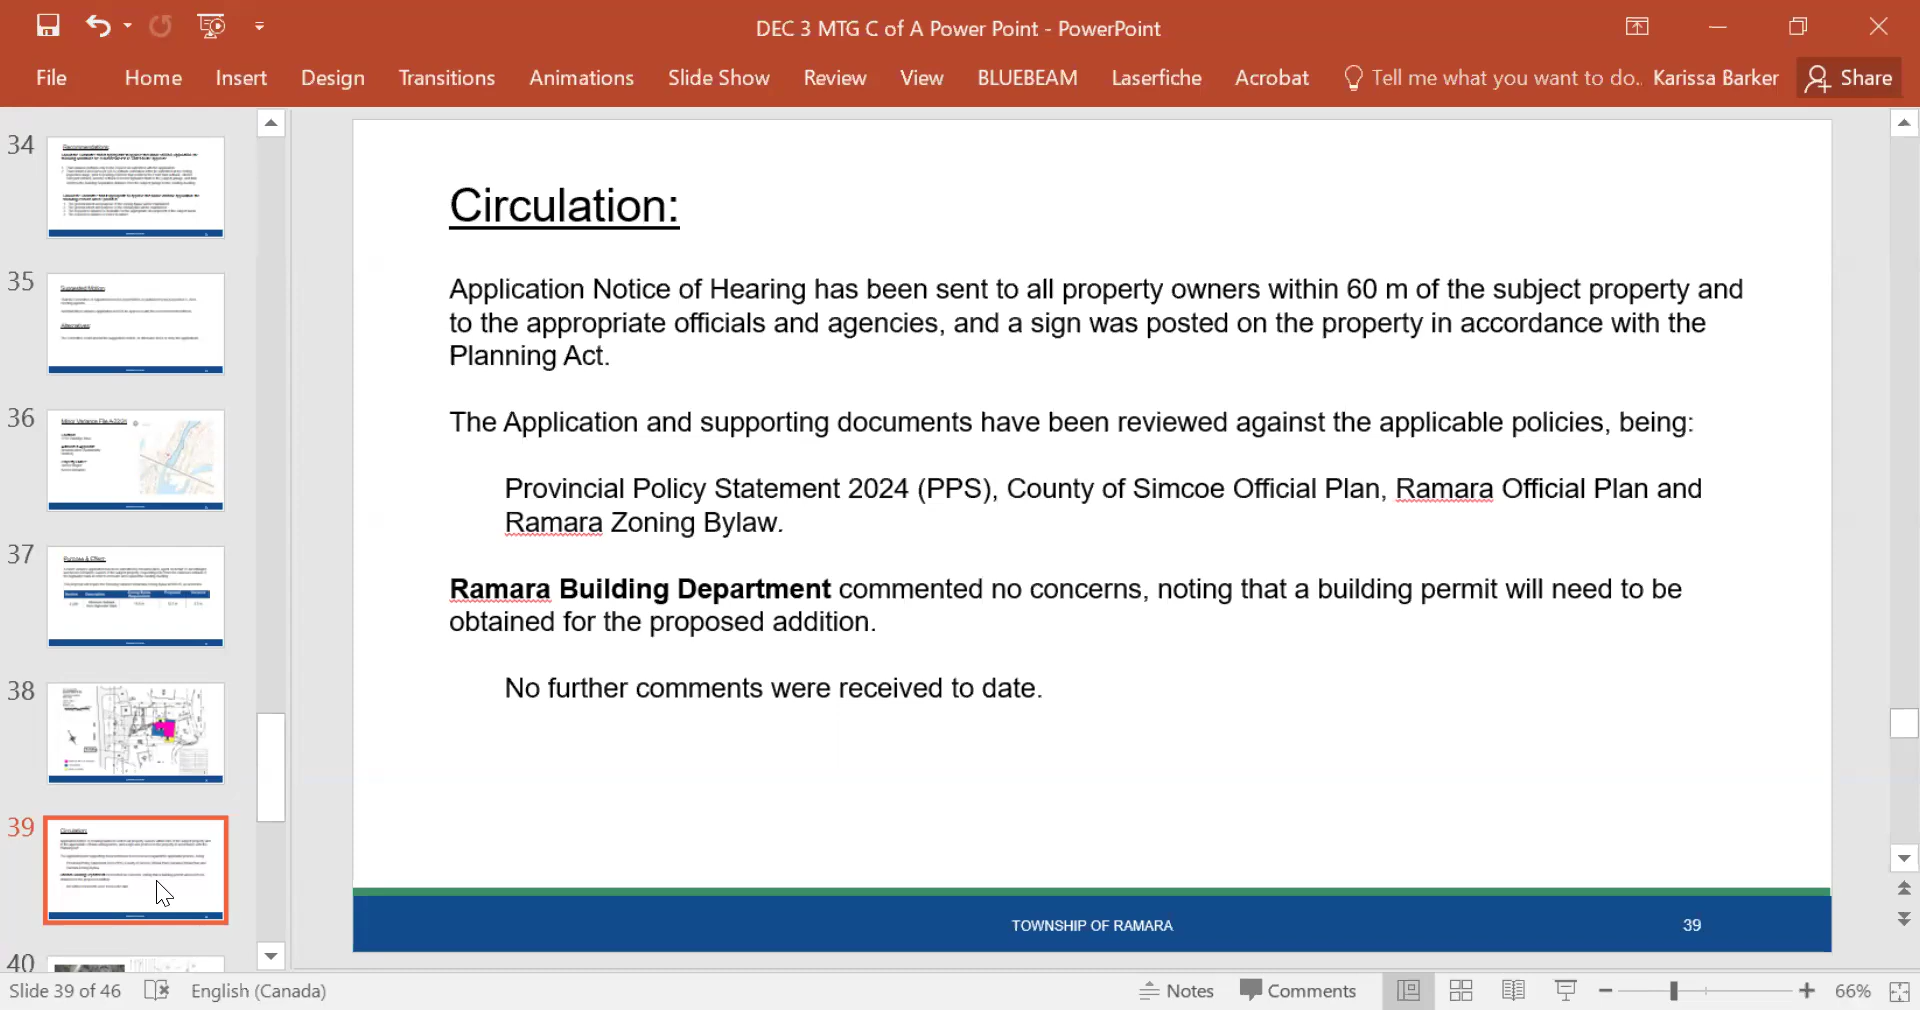 DEC 3 MTG C of A Power Point - PowerPoint
File Home Insert Design Transitions Animations Slide Show Review View BLUEBEAM Laserfiche Acrobat Tell me what you want to do.. Karissa Barker Share
34
Recommendations:
35
Suggested Motion:
Alternatives:
36
37
Purpose & Effect:
38
39
Circulation:
40
Circulation:
Application Notice of Hearing has been sent to all property owners within 60 m of the subject property and
to the appropriate officials and agencies, and a sign was posted on the property in accordance with the
Planning Act.
The Application and supporting documents have been reviewed against the applicable policies, being:
Provincial Policy Statement 2024 (PPS), County of Simcoe Official Plan, Ramara Official Plan and
Ramara Zoning Bylaw.
Ramara Building Department commented no concerns, noting that a building permit will need to be
obtained for the proposed addition.
No further comments were received to date.
TOWNSHIP OF RAMARA 39
Slide 39 of 46 English (Canada) Notes Comments 66%